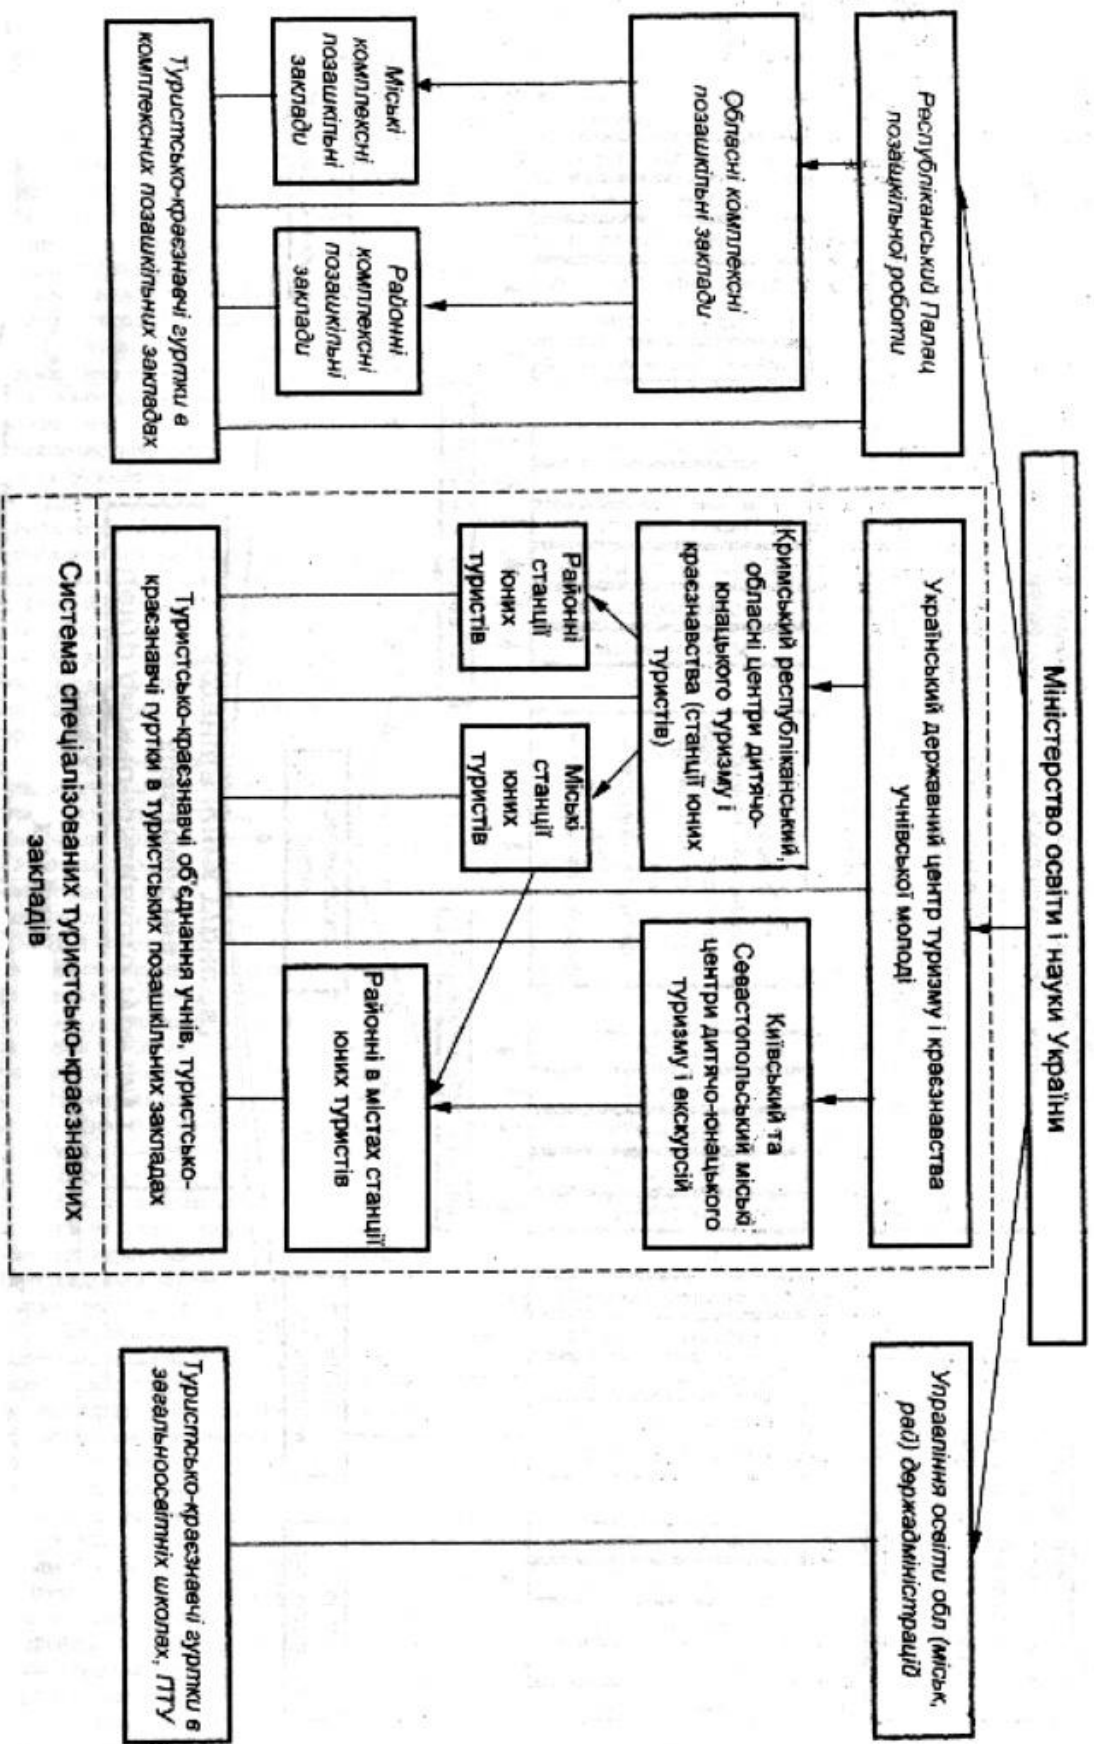 Міністерство освіти і науки України
Республіканський Палац
позашкільної роботи
Український державний центр туризму і краєзнавства
учнівської молоді
Управління освіти обл (міськ,
рай) держадміністрацій
Обласні комплексні
позашкільні заклади
Кримський республіканський,
обласні центри дитячо-
юнацького туризму і
краєзнавства (станції юних
туристів)
Київський та
Севастопольський міські
центри дитячо-юнацького
туризму і екскурсій
Міські
комплексні
позашкільні
заклади
Районні
комплексні
позашкільні
заклади
Районні
станції
юних
туристів
Міські
станції
юних
туристів
Районні в містах станції
юних туристів
Туристсько-краєзнавчі гуртки в
комплексних позашкільних закладах
Туристсько-краєзнавчі об'єднання учнів, туристсько-
краєзнавчі гуртки в туристських позашкільних закладах
Туристсько-краєзнавчі гуртки в
загальноосвітніх школах, ПТУ
Система спеціалізованих туристсько-краєзнавчих
закладів